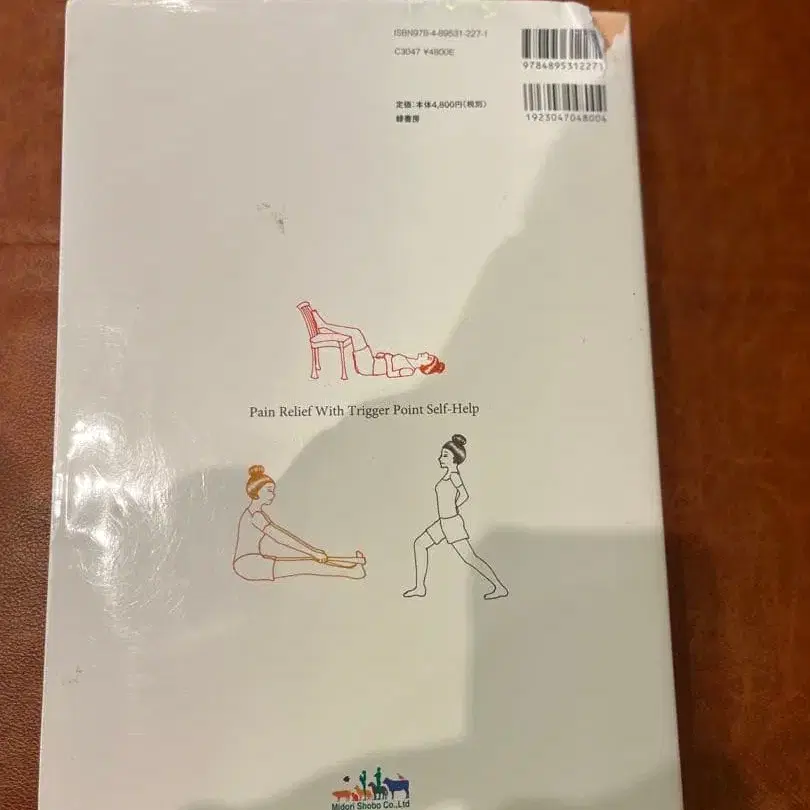 ISBN978-4-89531-227-1
C3047 ¥4800E
9784895312271
定価:本体4,800円(税別)
緑書房
1923047048004
Pain Relief With Trigger Point Self-Help
Midori Shobo Co.,Ltd